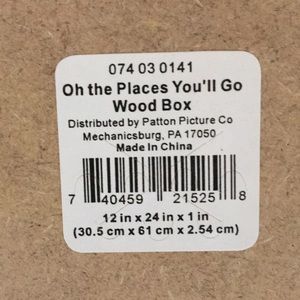 074 03 0141
Oh the Places You'll Go
Wood Box
Distributed by Patton Picture Co
Mechanicsburg, PA 17050
Made In China
7 40459 21525 8
12 in x 24 in x 1 in
(30.5 cm x 61 cm x 2.54 cm)